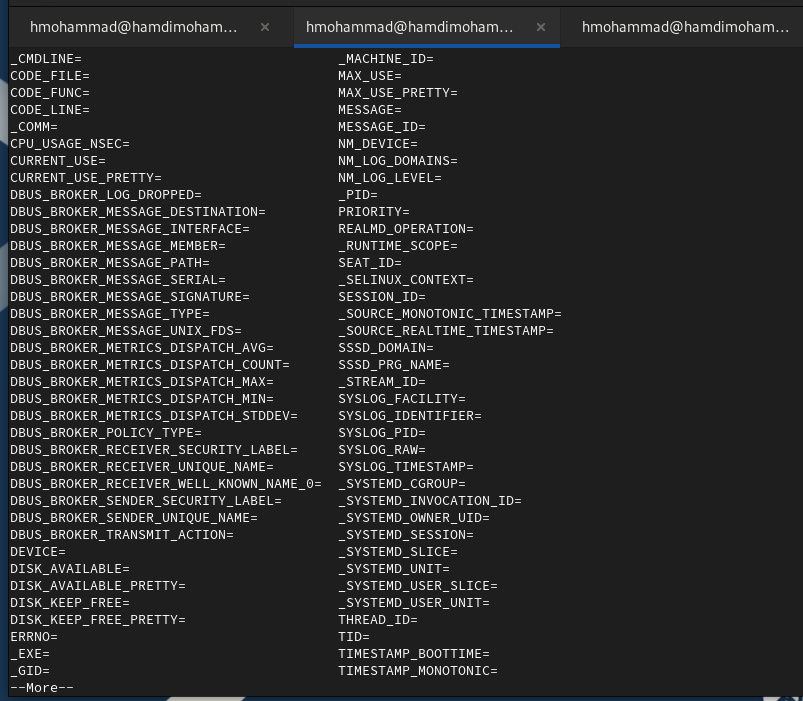 hmohammad@hamdimoham... × hmohammad@hamdimoham... × hmohammad@hamdimoham...
_CMDLINE= _MACHINE_ID=
CODE_FILE= MAX_USE=
CODE_FUNC= MAX_USE_PRETTY=
CODE_LINE= MESSAGE=
_COMM= MESSAGE_ID=
CPU_USAGE_NSEC= NM_DEVICE=
CURRENT_USE= NM_LOG_DOMAINS=
CURRENT_USE_PRETTY= NM_LOG_LEVEL=
DBUS_BROKER_LOG_DROPPED= _PID=
DBUS_BROKER_MESSAGE_DESTINATION= PRIORITY=
DBUS_BROKER_MESSAGE_INTERFACE= REALMD_OPERATION=
DBUS_BROKER_MESSAGE_MEMBER= _RUNTIME_SCOPE=
DBUS_BROKER_MESSAGE_PATH= SEAT_ID=
DBUS_BROKER_MESSAGE_SERIAL= _SELINUX_CONTEXT=
DBUS_BROKER_MESSAGE_SIGNATURE= SESSION_ID=
DBUS_BROKER_MESSAGE_TYPE= _SOURCE_MONOTONIC_TIMESTAMP=
DBUS_BROKER_MESSAGE_UNIX_FDS= _SOURCE_REALTIME_TIMESTAMP=
DBUS_BROKER_METRICS_DISPATCH_AVG= SSSD_DOMAIN=
DBUS_BROKER_METRICS_DISPATCH_COUNT= SSSD_PRG_NAME=
DBUS_BROKER_METRICS_DISPATCH_MAX= _STREAM_ID=
DBUS_BROKER_METRICS_DISPATCH_MIN= SYSLOG_FACILITY=
DBUS_BROKER_METRICS_DISPATCH_STDDEV= SYSLOG_IDENTIFIER=
DBUS_BROKER_POLICY_TYPE= SYSLOG_PID=
DBUS_BROKER_RECEIVER_SECURITY_LABEL= SYSLOG_RAW=
DBUS_BROKER_RECEIVER_UNIQUE_NAME= SYSLOG_TIMESTAMP=
DBUS_BROKER_RECEIVER_WELL_KNOWN_NAME_0= _SYSTEMD_CGROUP=
DBUS_BROKER_SENDER_SECURITY_LABEL= _SYSTEMD_INVOCATION_ID=
DBUS_BROKER_SENDER_UNIQUE_NAME= _SYSTEMD_OWNER_UID=
DBUS_BROKER_TRANSMIT_ACTION= _SYSTEMD_SESSION=
DEVICE= _SYSTEMD_SLICE=
DISK_AVAILABLE= _SYSTEMD_UNIT=
DISK_AVAILABLE_PRETTY= _SYSTEMD_USER_SLICE=
DISK_KEEP_FREE= _SYSTEMD_USER_UNIT=
DISK_KEEP_FREE_PRETTY= THREAD_ID=
ERRNO= TID=
_EXE= TIMESTAMP_BOOTTIME=
_GID= TIMESTAMP_MONOTONIC=
--More--